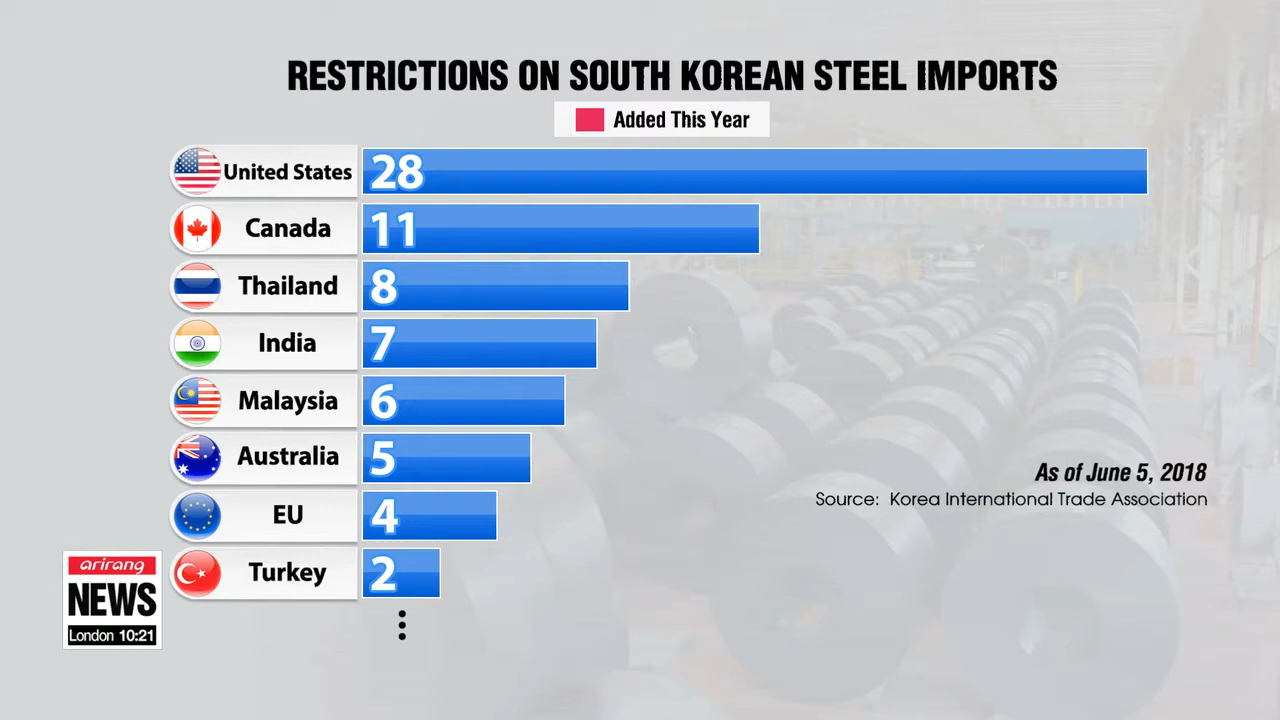 RESTRICTIONS ON SOUTH KOREAN STEEL IMPORTS
Added This Year
United States 28
Canada 11
Thailand 8
India 7
Malaysia 6
Australia 5
EU 4
Turkey 2
As of June 5, 2018
Source: Korea International Trade Association
arirang
NEWS
London 10:21